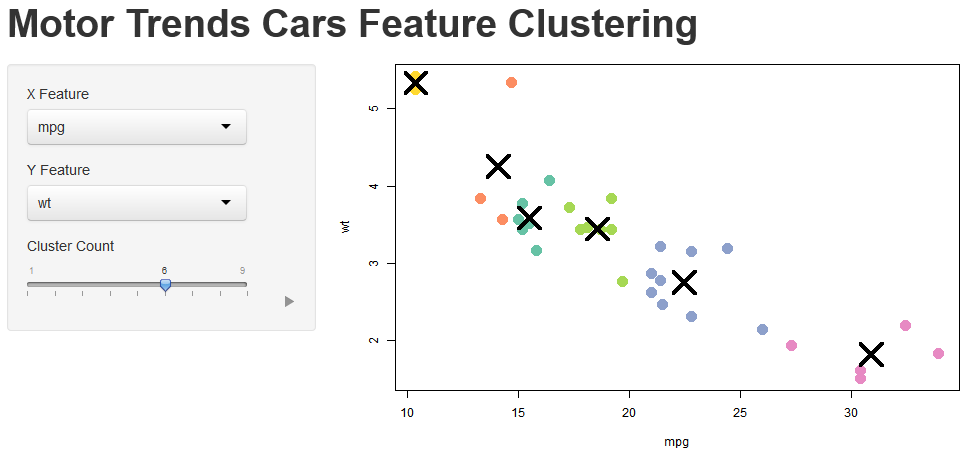 Motor Trends Cars Feature Clustering
X Feature
mpg
Y Feature
wt
Cluster Count
1 6 9
wt
5
4
3
2
10 15 20 25 30
mpg